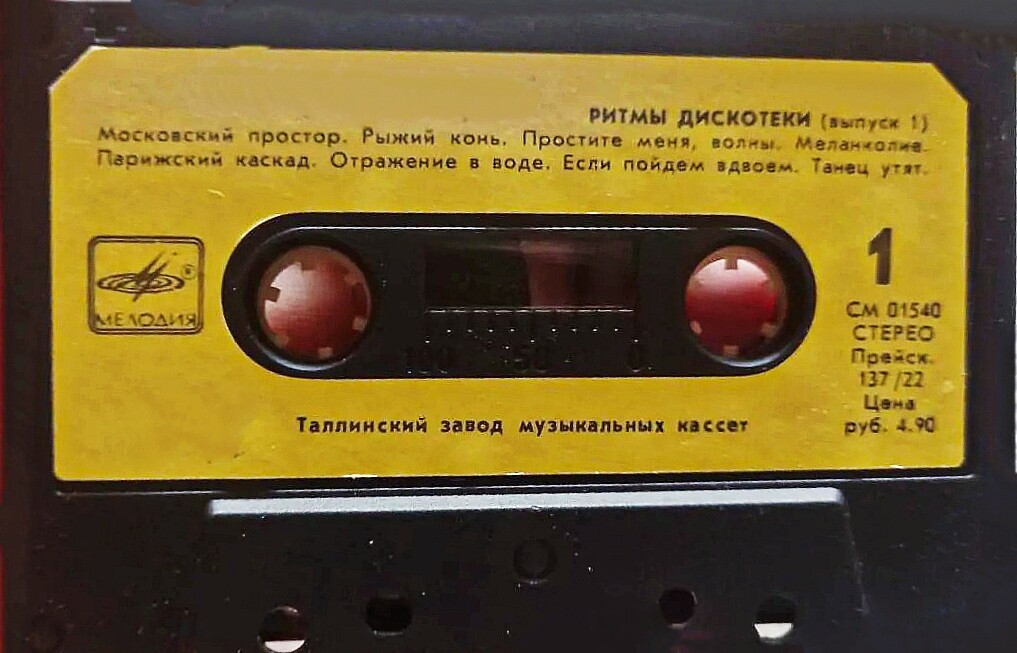 РИТМЫ ДИСКОТЕКИ (выпуск 1)
Московский простор. Рыжий конь. Простите меня, волны. Меланколие.
Парижский каскад. Отражение в воде. Если пойдем вдвоем. Танец утят.
МЕЛОДИЯ ®
1
СМ 01540
СТЕРЕО
Прейск.
137/22
Цена
руб. 4.90
100 50 0
Таллинский завод музыкальных кассет